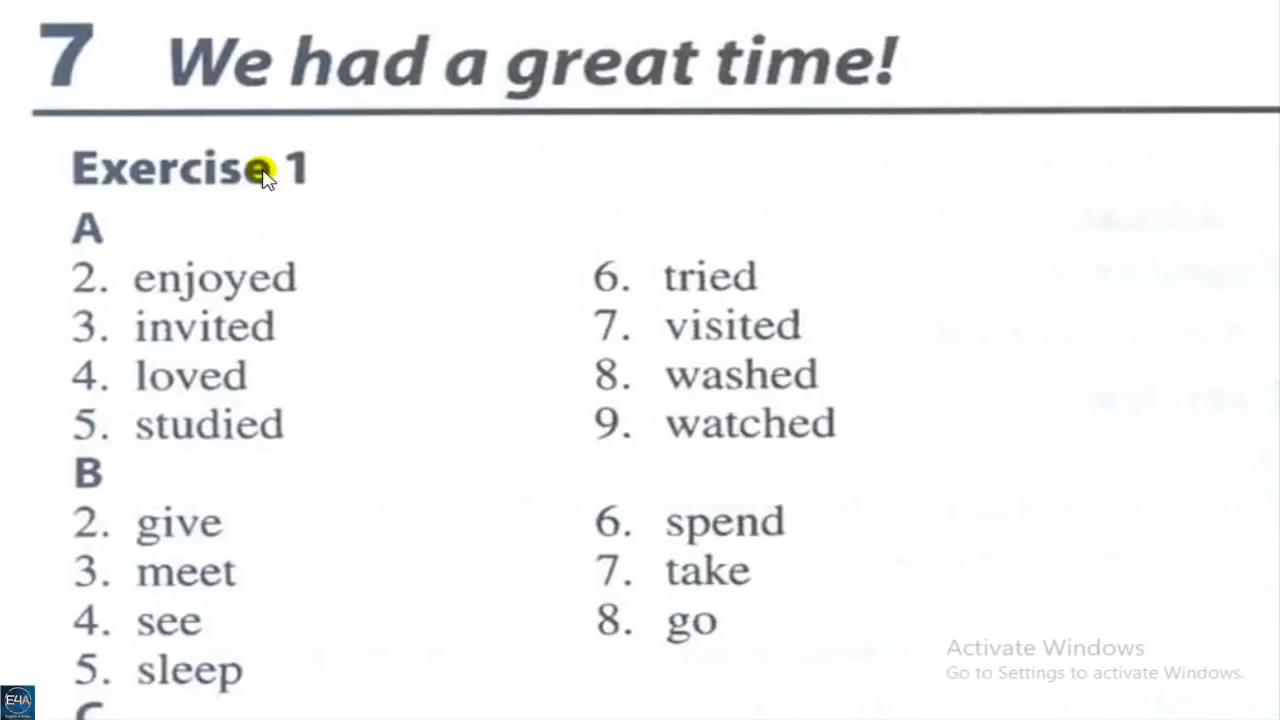 7 We had a great time!
Exercise 1
A
2. enjoyed
3. invited
4. loved
5. studied
6. tried
7. visited
8. washed
9. watched
B
2. give
3. meet
4. see
5. sleep
6. spend
7. take
8. go
C
Activate Windows
Go to Settings to activate Windows.
E4A